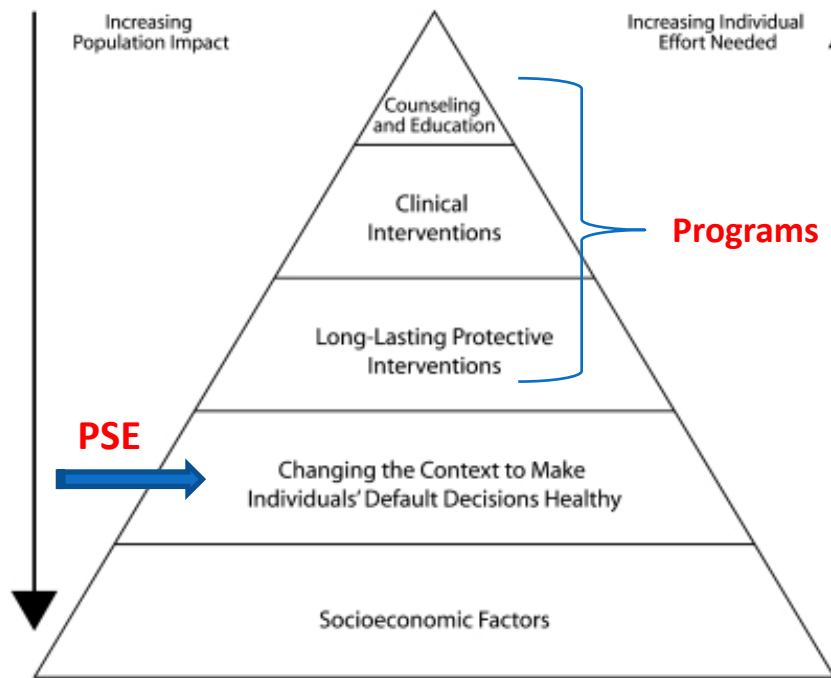 Increasing
Population Impact
Increasing Individual
Effort Needed
Counseling
and Education
Clinical
Interventions
Programs
Long-Lasting Protective
Interventions
PSE
Changing the Context to Make
Individuals' Default Decisions Healthy
Socioeconomic Factors